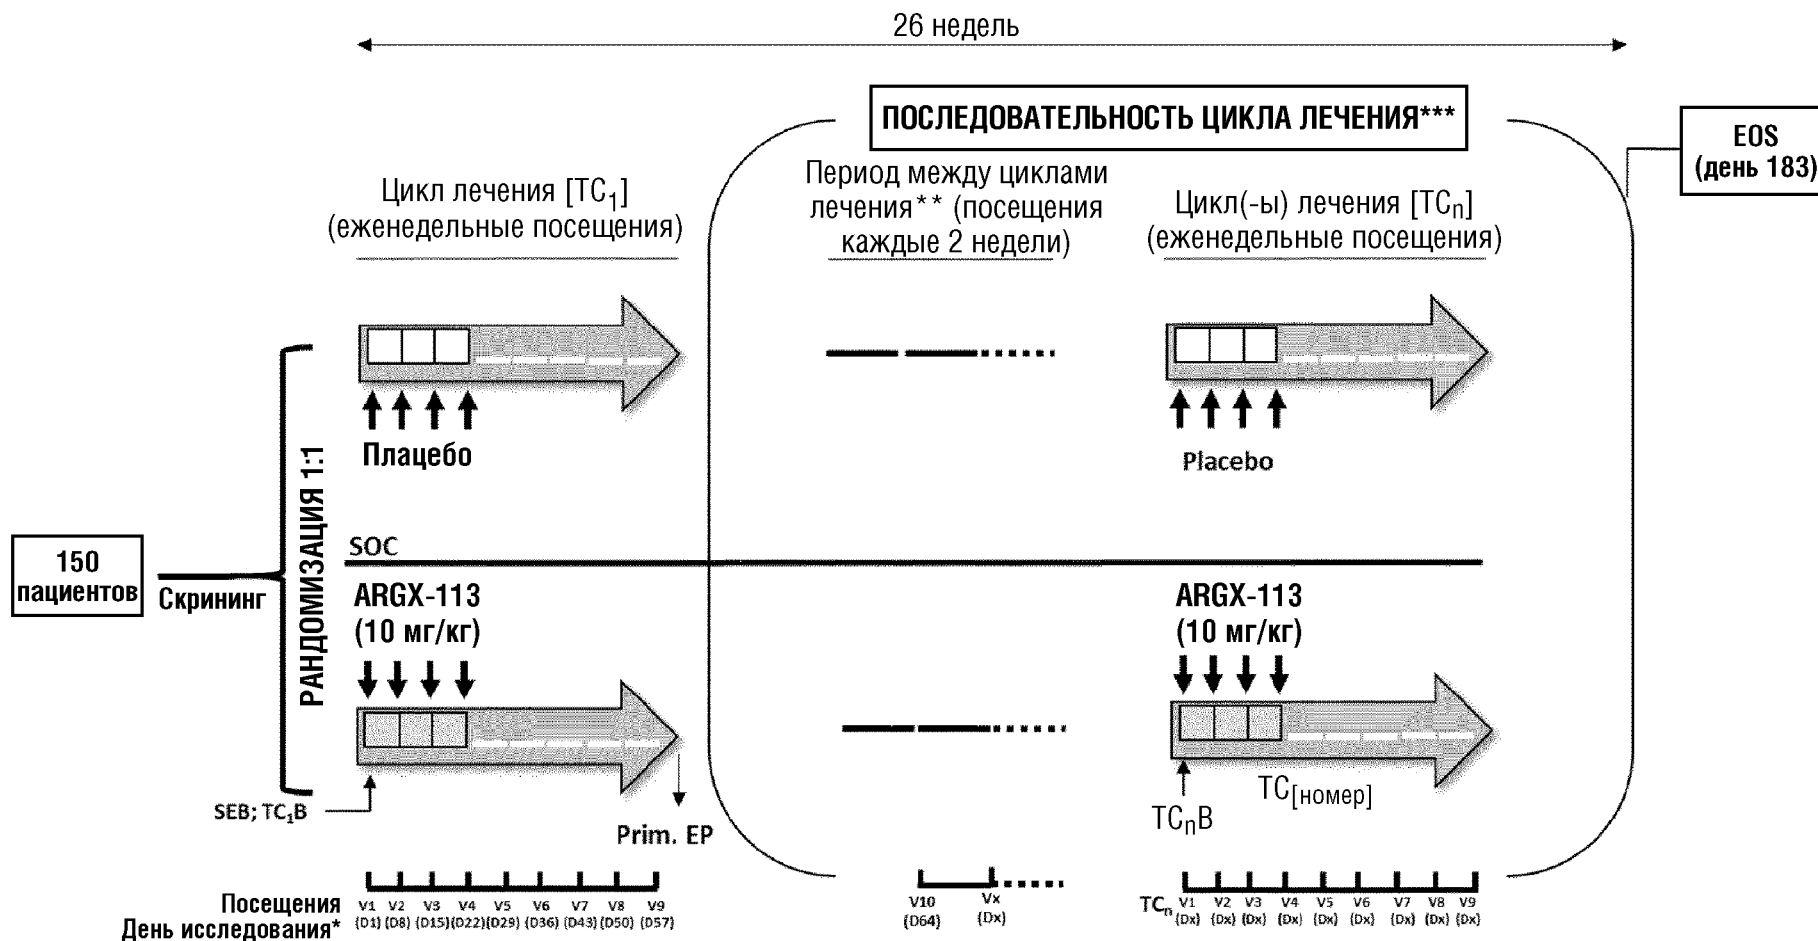 26 недель
ПОСЛЕДОВАТЕЛЬНОСТЬ ЦИКЛА ЛЕЧЕНИЯ***
EOS
(день 183)
Цикл лечения [TC1]
(еженедельные посещения)
Период между циклами
лечения** (посещения
каждые 2 недели)
Цикл(-ы) лечения [TCn]
(еженедельные посещения)
Плацебо
Placebo
РАНДОМИЗАЦИЯ 1:1
150
пациентов
Скрининг
SOC
ARGX-113
(10 мг/кг)
ARGX-113
(10 мг/кг)
SEB; TC1B
Prim. EP
TCnB
TC[номер]
Посещения
V1 V2 V3 V4 V5 V6 V7 V8 V9
День исследования*
(D1) (D8) (D15) (D22) (D29) (D36) (D43) (D50) (D57)
V10 Vx
(D64) (Dx)
TCn V1 V2 V3 V4 V5 V6 V7 V8 V9
(Dx) (Dx) (Dx) (Dx) (Dx) (Dx) (Dx) (Dx) (Dx)